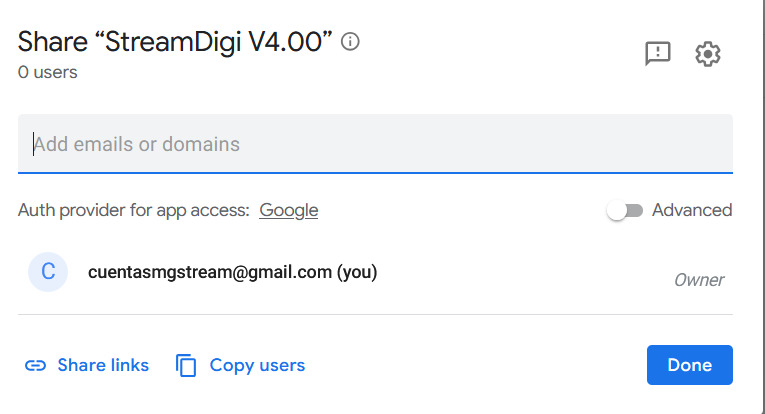 Share “StreamDigi V4.00”
0 users
Add emails or domains
Auth provider for app access: Google
Advanced
C
cuentasmgstream@gmail.com (you)
Owner
Share links
Copy users
Done